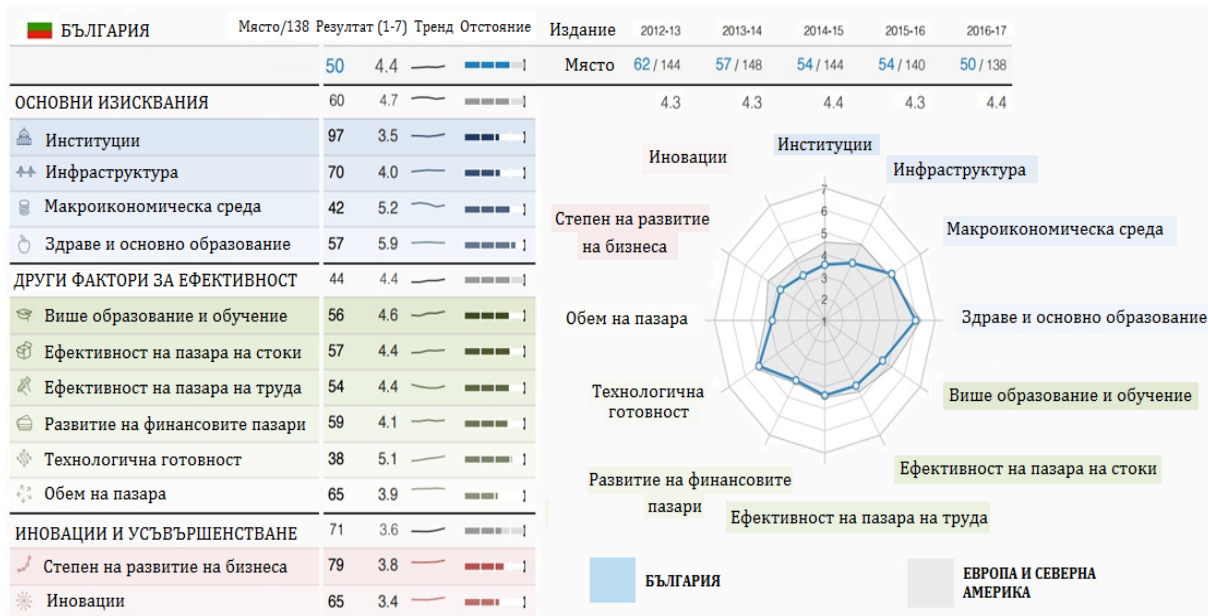 БЪЛГАРИЯ Място/138 Резултат (1-7) Тренд Отстояние
50 4.4
ОСНОВНИ ИЗИСКВАНИЯ 60 4.7
Институции 97 3.5
Инфраструктура 70 4.0
Макроикономическа среда 42 5.2
Здраве и основно образование 57 5.9
ДРУГИ ФАКТОРИ ЗА ЕФЕКТИВНОСТ 44 4.4
Више образование и обучение 56 4.6
Ефективност на пазара на стоки 57 4.4
Ефективност на пазара на труда 54 4.4
Развитие на финансовите пазари 59 4.1
Технологична готовност 38 5.1
Обем на пазара 65 3.9
ИНОВАЦИИ И УСЪВЪРШЕНСТВАНЕ 71 3.6
Степен на развитие на бизнеса 79 3.8
Иновации 65 3.4
Издание 2012-13 2013-14 2014-15 2015-16 2016-17
Място 62 / 144 57 / 148 54 / 144 54 / 140 50 / 138
4.3 4.3 4.4 4.3 4.4
Институции
Инфраструктура
Макроикономическа среда
Здраве и основно образование
Више образование и обучение
Ефективност на пазара на стоки
Ефективност на пазара на труда
Развитие на финансовите
пазари
Технологична
готовност
Обем на пазара
Степен на развитие
на бизнеса
Иновации
7
6
5
4
3
2
1
БЪЛГАРИЯ
ЕВРОПА И СЕВЕРНА
АМЕРИКА